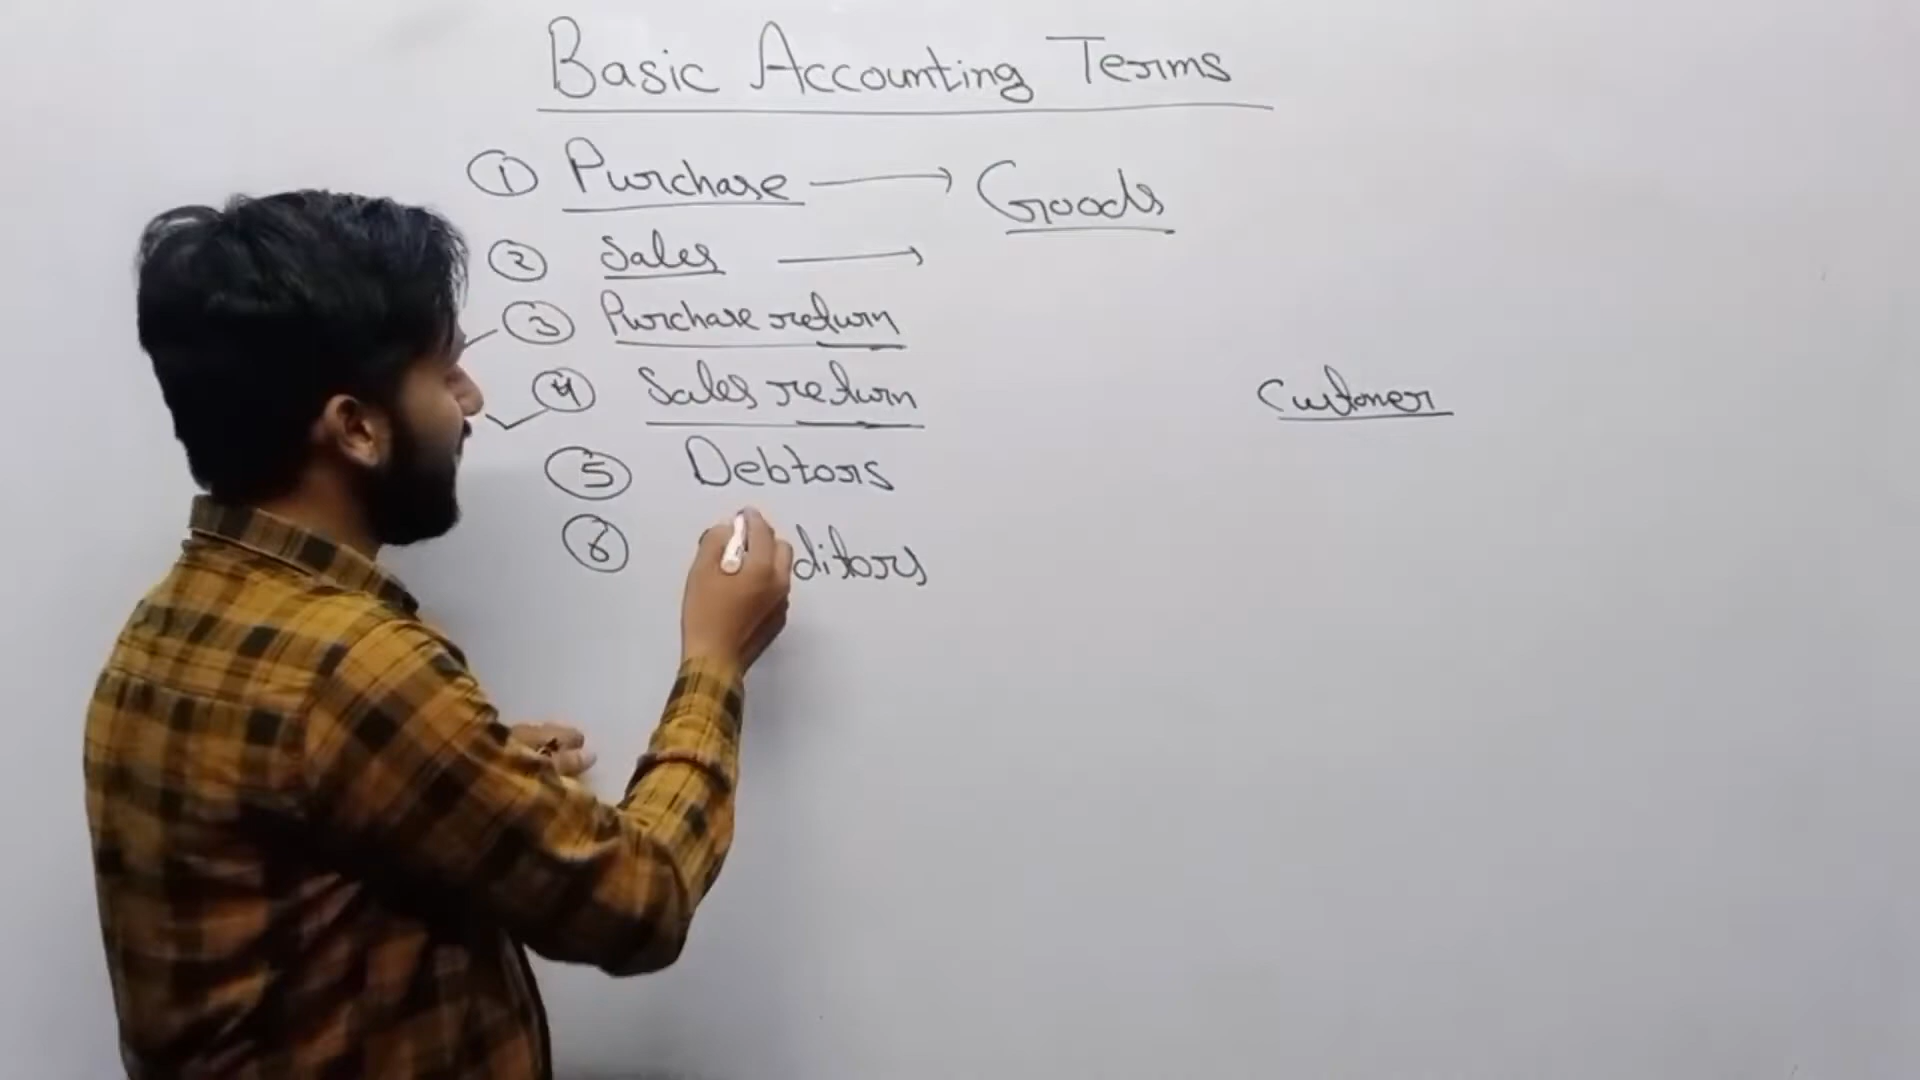 Basic Accounting Terms
① Purchase → Goods
② Sales →
③ Purchase return
④ Sales return
Customer
⑤ Debtors
⑥ ditors